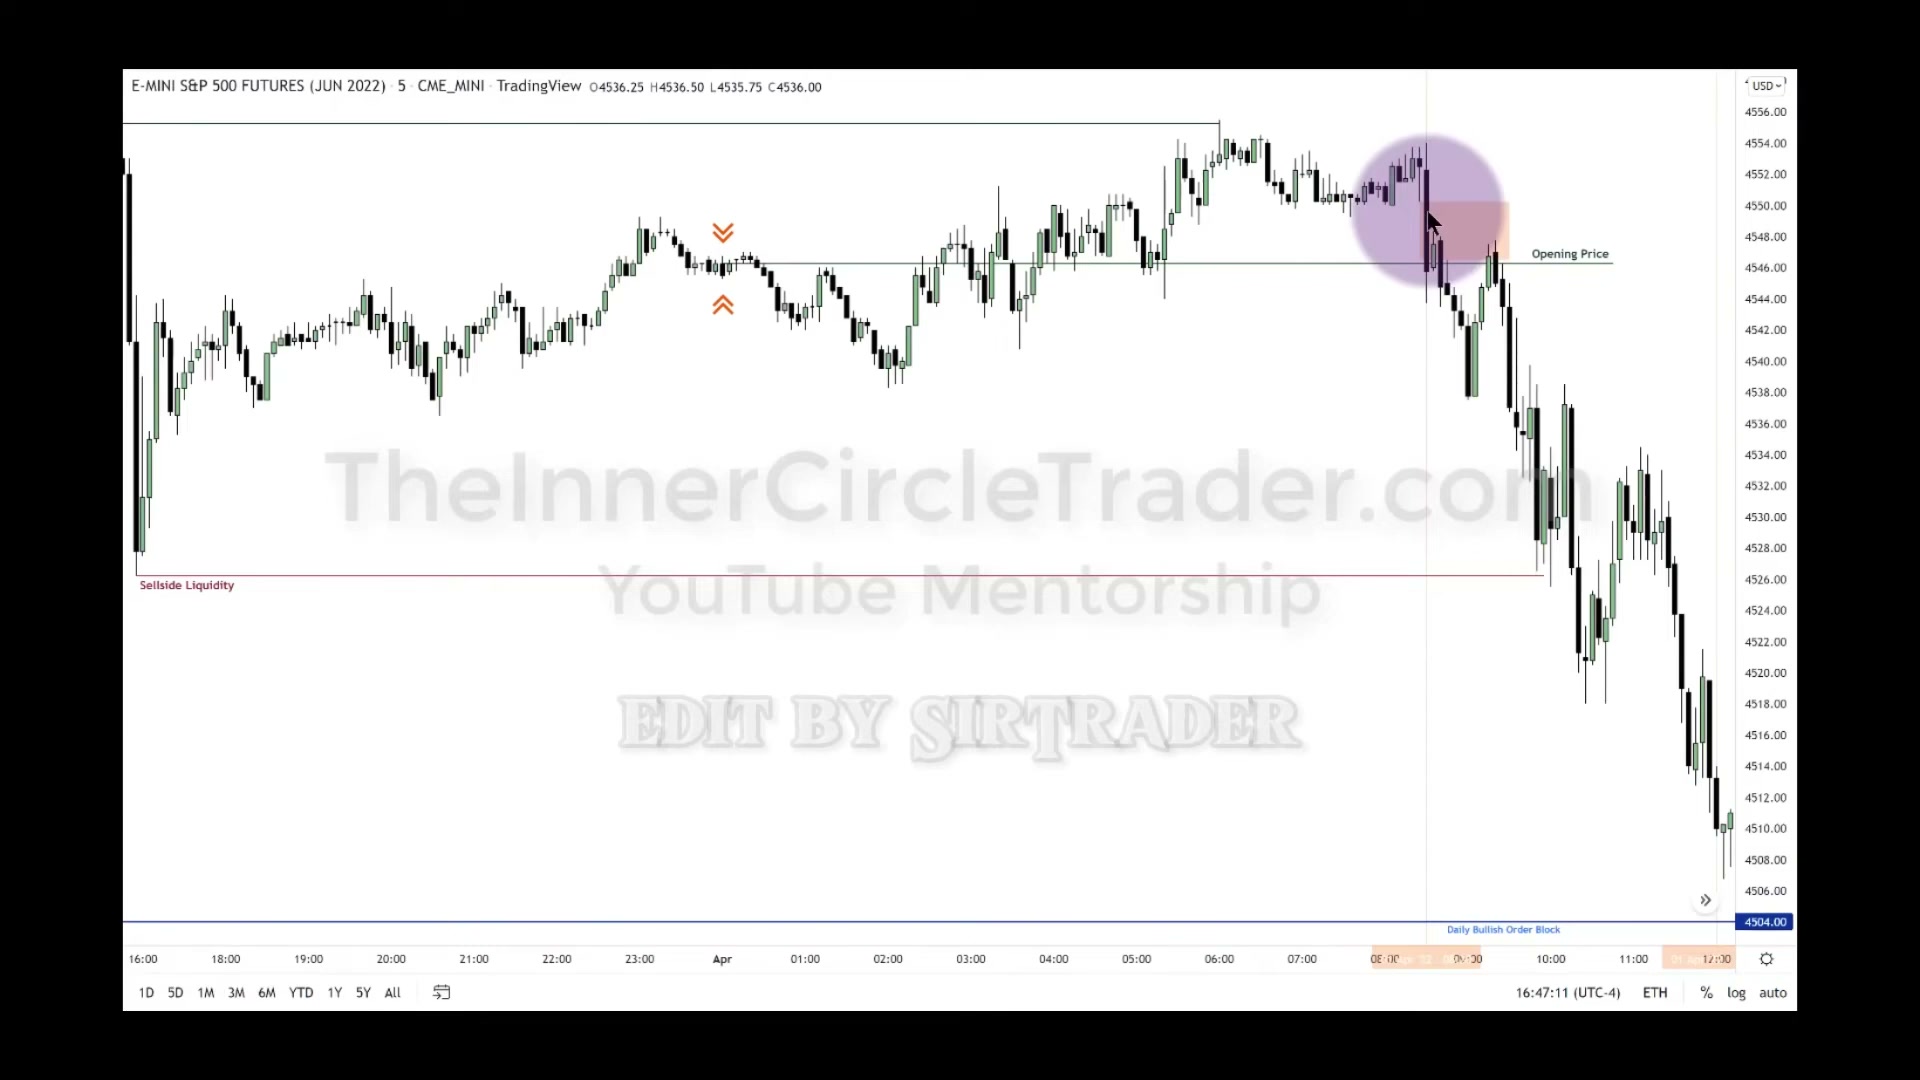 E-MINI S&P 500 FUTURES (JUN 2022) · 5 · CME_MINI · TradingView O4536.25 H4536.50 L4535.75 C4536.00
USD
4556.00
4554.00
4552.00
4550.00
4548.00
Opening Price
4546.00
4544.00
4542.00
4540.00
4538.00
4536.00
4534.00
TheInnerCircleTrader.com
4532.00
4530.00
4528.00
4526.00
Sellside Liquidity
YouTube Mentorship
4524.00
4522.00
4520.00
4518.00
EDIT BY SIRTRADER
4516.00
4514.00
4512.00
4510.00
4508.00
4506.00
4504.00
Daily Bullish Order Block
16:00 18:00 19:00 20:00 21:00 22:00 23:00 Apr 01:00 02:00 03:00 04:00 05:00 06:00 07:00 08:00 09:00 10:00 11:00 12:00
1D 5D 1M 3M 6M YTD 1Y 5Y All 16:47:11 (UTC-4) ETH % log auto